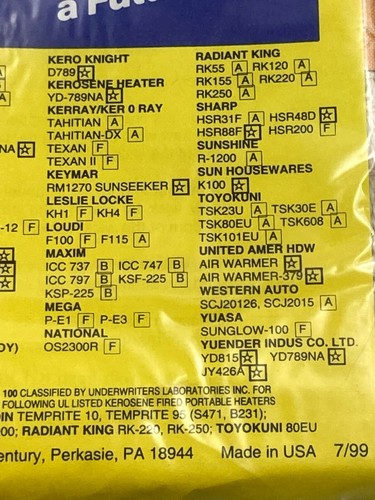 a Fu
KERO KNIGHT
D789 ☆
KEROSENE HEATER
YD-789NA ☆
KERRAY/KER 0 RAY
TAHITIAN A
TAHITIAN-DX A
NA ☆ TEXAN F
TEXAN II F
KEYMAR
RM1270 SUNSEEKER ☆
LESLIE LOCKE
-12 F KH1 F KH4 F
LOUDI
F100 F F115 A
MAXIM
ICC 737 B ICC 747 B
ICC 797 B KSF-225 B
KSP-225 B
MEGA
P-E1 F P-E3 F
NATIONAL
DY) OS2300R F
RADIANT KING
RK55 A RK120 A
RK155 A RK220 A
RK250 A
SHARP
HSR31F A HSR48D ☆
HSR88F ☆ HSR200 F
SUNSHINE
R-1200 A
SUN HOUSEWARES
K100 ☆
TOYOKUNI
TSK23U A TSK30E A
TSK80EU A TSK608 A
TSK101EU A
UNITED AMER HDW
AIR WARMER ☆
AIR WARMER-379 ☆
WESTERN AUTO
SCJ20126, SCJ2015 A
YUASA
SUNGLOW-100 F
YUENDER INDUS CO. LTD.
YD815 ☆ YD789NA ☆
JY426A ☆
100 CLASSIFIED BY UNDERWRITERS LABORATORIES INC. FOR
FOLLOWING UL LISTED KEROSENE FIRED PORTABLE HEATERS
IN TEMPRITE 10, TEMPRITE 95 (S471, B231);
00; RADIANT KING RK-220, RK-250; TOYOKUNI 80EU
entury, Perkasie, PA 18944 Made in USA 7/99